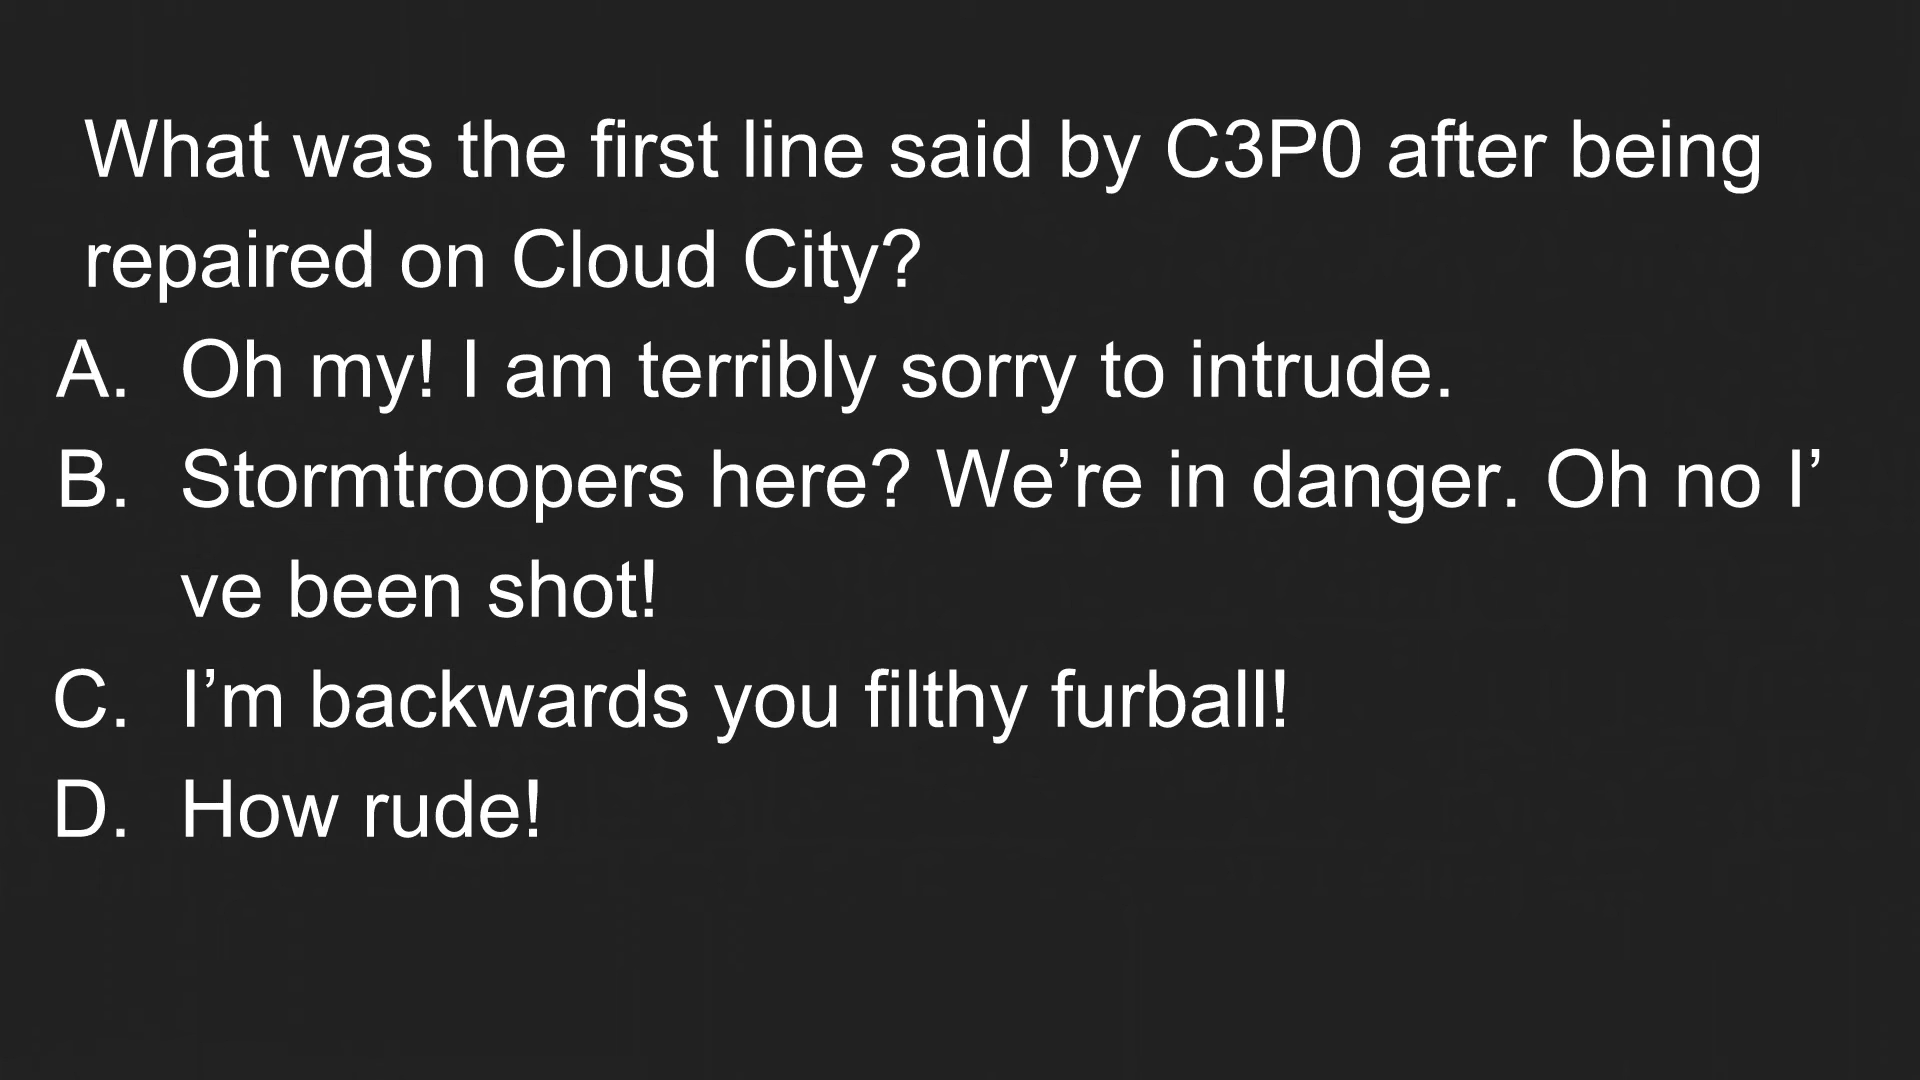 What was the first line said by C3P0 after being
repaired on Cloud City?
A. Oh my! I am terribly sorry to intrude.
B. Stormtroopers here? We’re in danger. Oh no I’
ve been shot!
C. I’m backwards you filthy furball!
D. How rude!